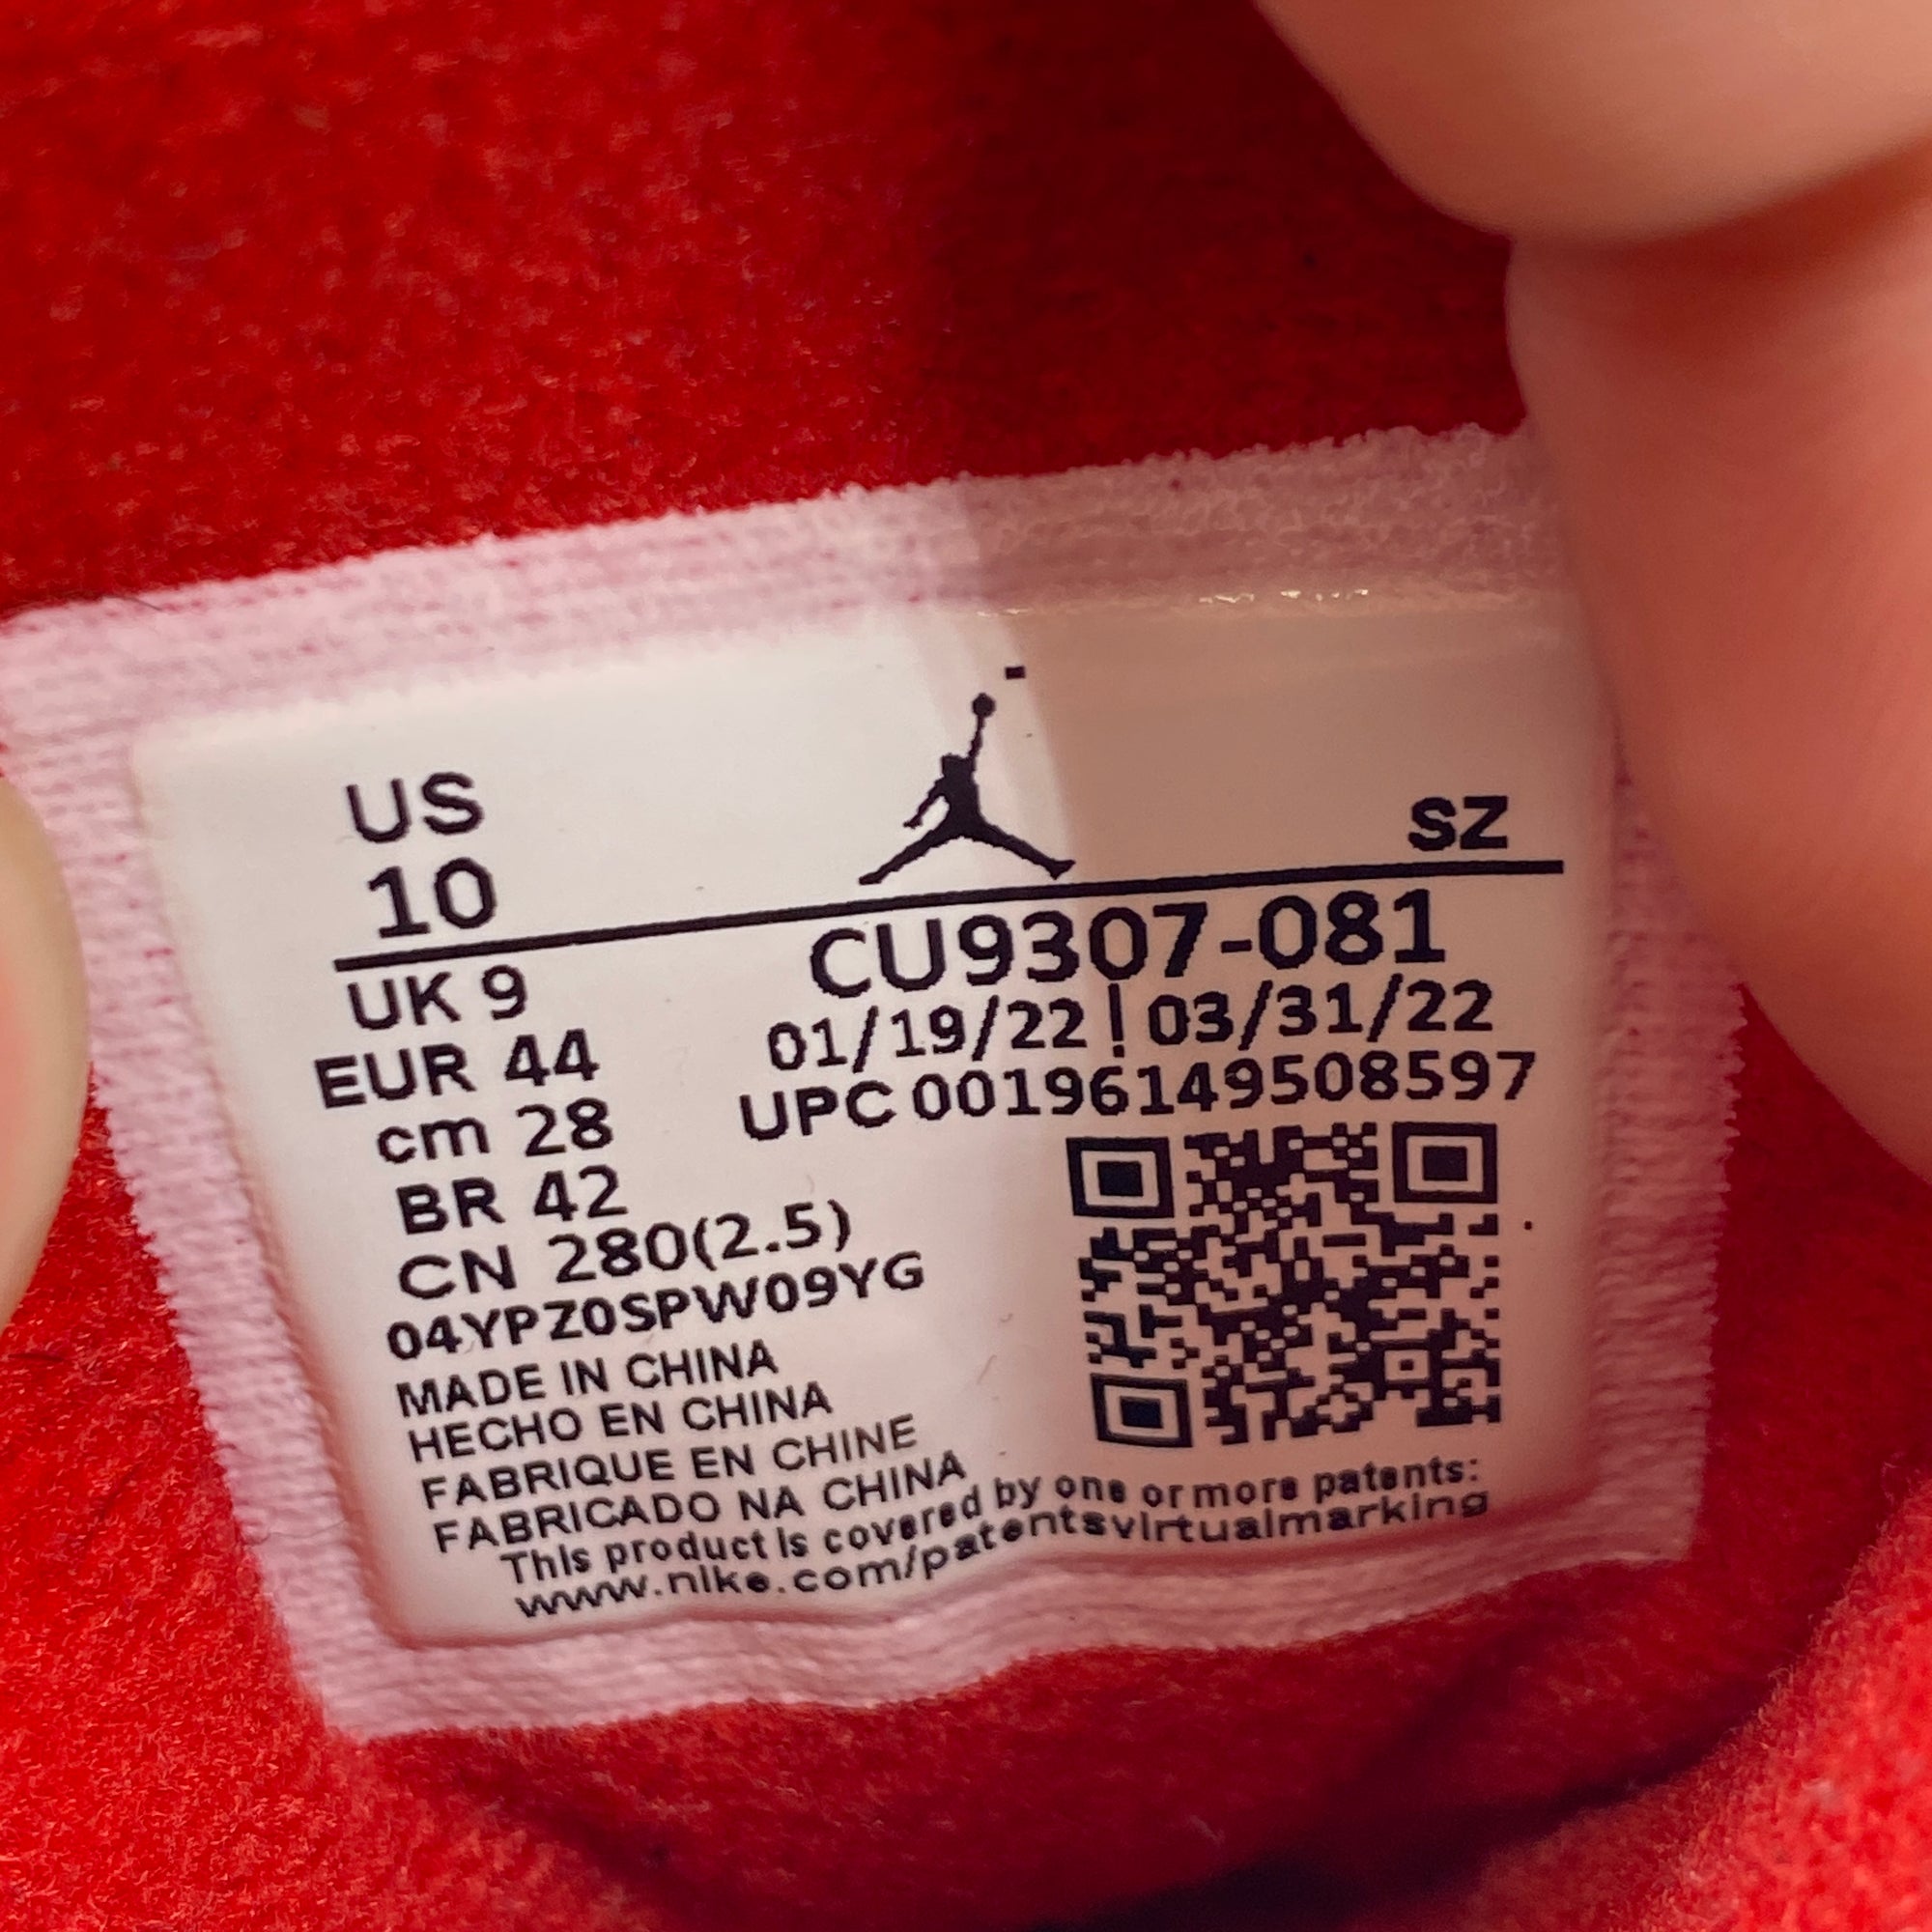 US
10
SZ
UK 9
EUR 44
cm 28
BR 42
CN 280(2.5)
04YPZ0SPW09YG
CU9307-081
01/19/22 | 03/31/22
UPC 00196149508597
MADE IN CHINA
HECHO EN CHINA
FABRIQUE EN CHINE
FABRICADO NA CHINA
This product is covered by one or more patents:
www.nike.com/patentsvirtualmarking